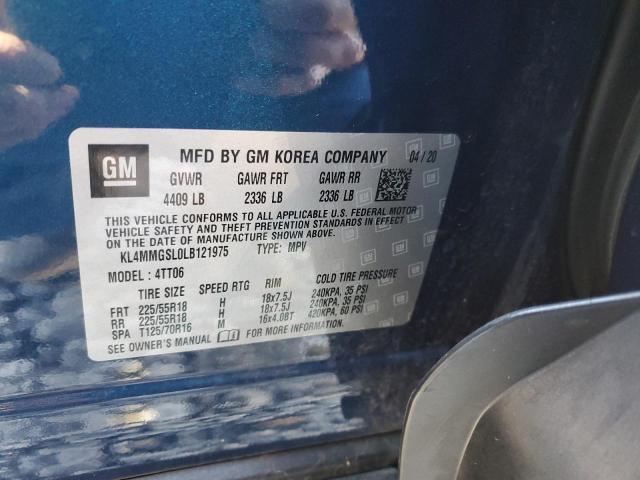 GM MFD BY GM KOREA COMPANY 04 / 20
GVWR GAWR FRT GAWR RR
4409 LB 2336 LB 2336 LB
THIS VEHICLE CONFORMS TO ALL APPLICABLE U.S. FEDERAL MOTOR
VEHICLE SAFETY AND THEFT PREVENTION STANDARDS IN EFFECT
ON THE DATE OF MANUFACTURE SHOWN ABOVE.
KL4MMGSL0LB121975 TYPE: MPV
MODEL : 4TT06
TIRE SIZE SPEED RTG RIM COLD TIRE PRESSURE
FRT 225/55R18 H 18x7.5J 240KPA, 35 PSI
RR 225/55R18 H 18x7.5J 240KPA, 35 PSI
SPA T125/70R16 M 16x4.0BT 420KPA, 60 PSI
SEE OWNER'S MANUAL FOR MORE INFORMATION.